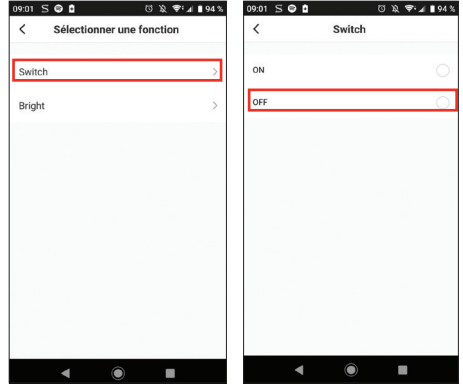 09:01 94 %
Sélectionner une fonction
Switch
Bright
09:01 94 %
Switch
ON
OFF